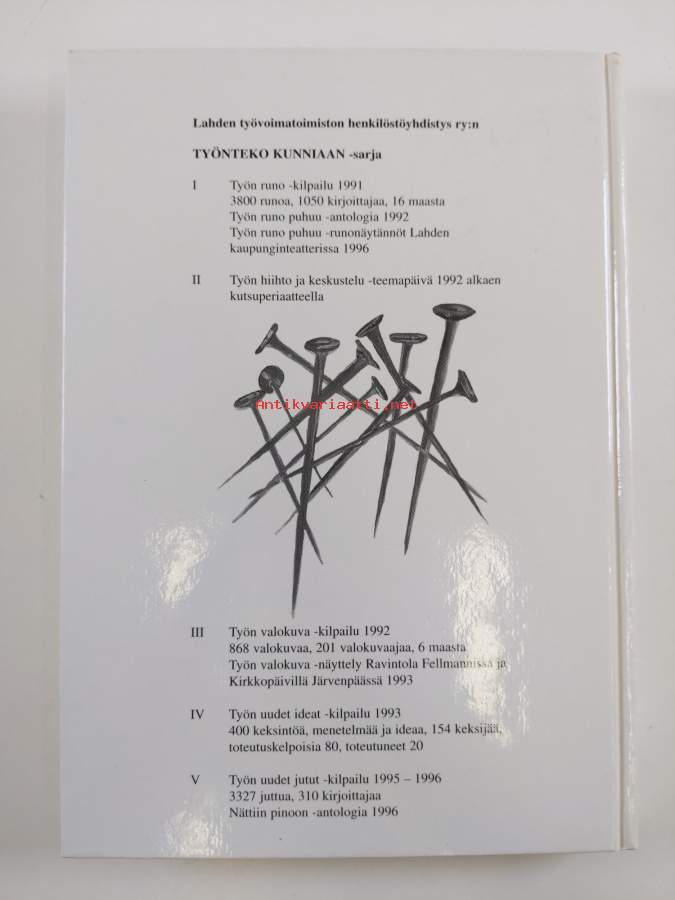 Lahden työvoimatoimiston henkilöstöyhdistys ry:n
TYÖNTEKO KUNNIAAN -sarja
I Työn runo -kilpailu 1991
3800 runoa, 1050 kirjoittajaa, 16 maasta
Työn runo puhuu -antologia 1992
Työn runo puhuu -runonäytännöt Lahden
kaupunginteatterissa 1996
II Työn hiihto ja keskustelu -teemapäivä 1992 alkaen
kutsuperiaatteella
Antikvariaatti.net
III Työn valokuva -kilpailu 1992
868 valokuvaa, 201 valokuvaajaa, 6 maasta
Työn valokuva -näyttely Ravintola Fellmannissa ja
Kirkkopäivillä Järvenpäässä 1993
IV Työn uudet ideat -kilpailu 1993
400 keksintöä, menetelmää ja ideaa, 154 keksijää,
toteutuskelpoisia 80, toteutuneet 20
V Työn uudet jutut -kilpailu 1995 – 1996
3327 juttua, 310 kirjoittajaa
Nättiin pinoon -antologia 1996